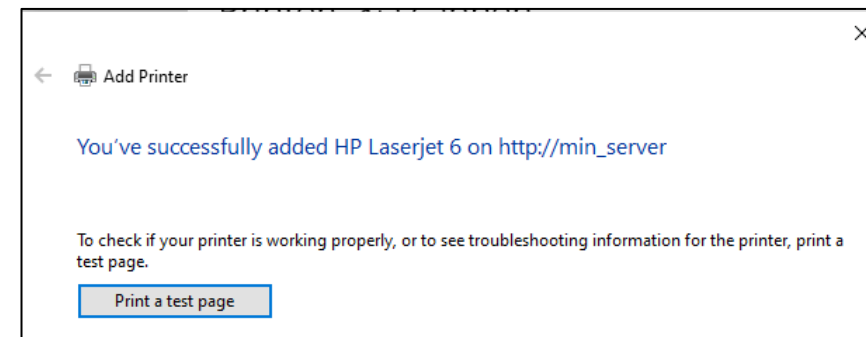 Add Printer
You've successfully added HP Laserjet 6 on http://min_server
To check if your printer is working properly, or to see troubleshooting information for the printer, print a
test page.
Print a test page